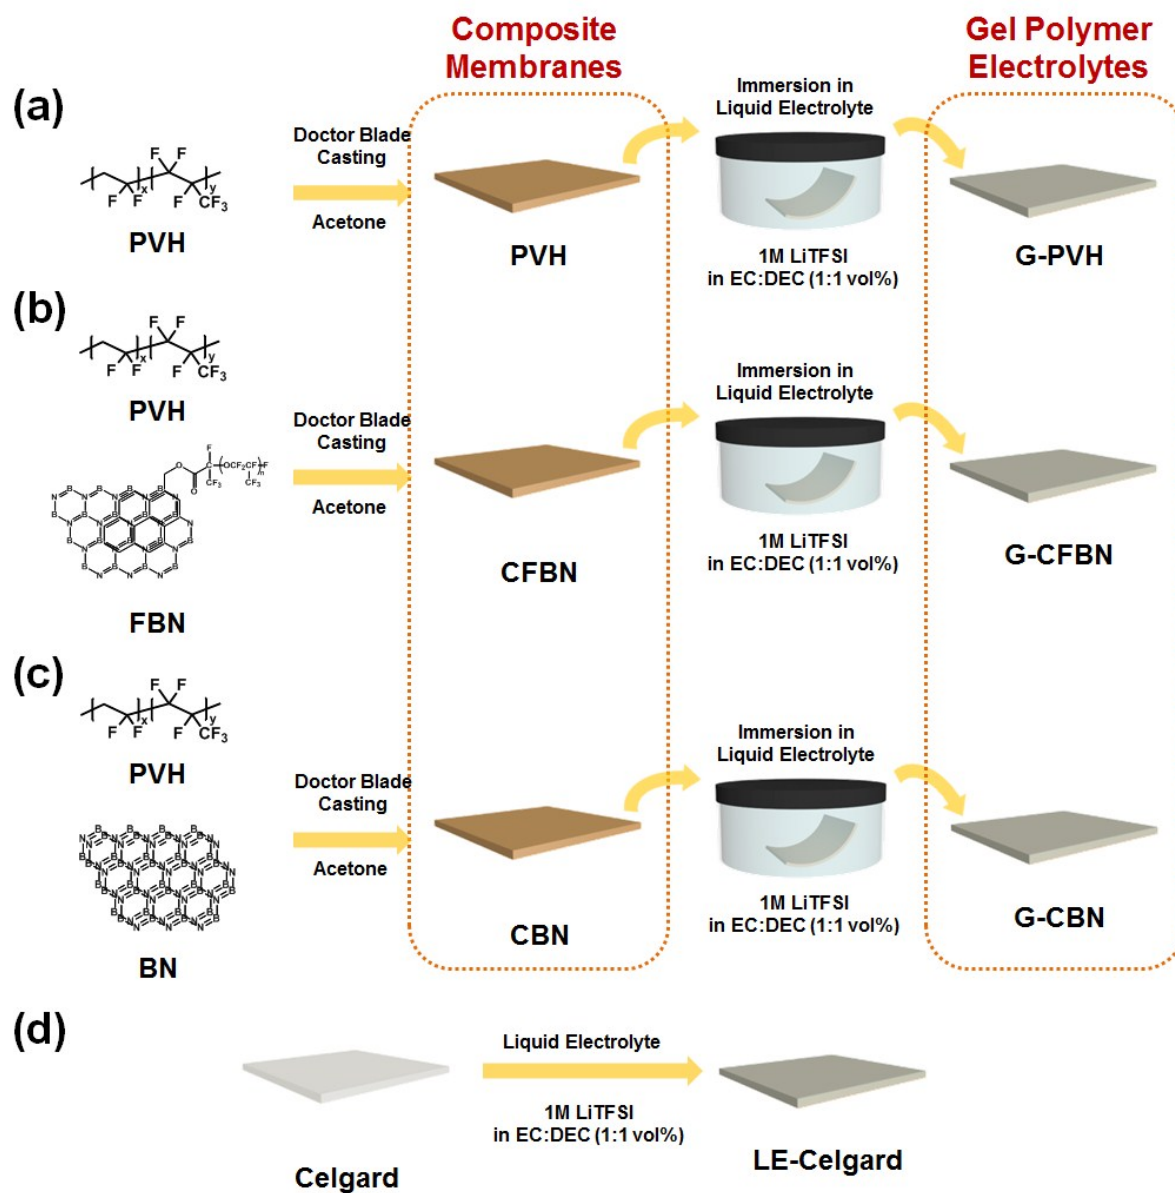 Composite
Membranes
Gel Polymer
Electrolytes
(a)
F F
x y
F F F CF3
PVH
Doctor Blade
Casting
Acetone
PVH
Immersion in
Liquid Electrolyte
1M LiTFSI
in EC:DEC (1:1 vol%)
G-PVH
(b)
F F
x y
F F F CF3
PVH
FBN
Doctor Blade
Casting
Acetone
CFBN
Immersion in
Liquid Electrolyte
1M LiTFSI
in EC:DEC (1:1 vol%)
G-CFBN
(c)
F F
x y
F F F CF3
PVH
BN
Doctor Blade
Casting
Acetone
CBN
Immersion in
Liquid Electrolyte
1M LiTFSI
in EC:DEC (1:1 vol%)
G-CBN
(d)
Celgard
Liquid Electrolyte
1M LiTFSI
in EC:DEC (1:1 vol%)
LE-Celgard